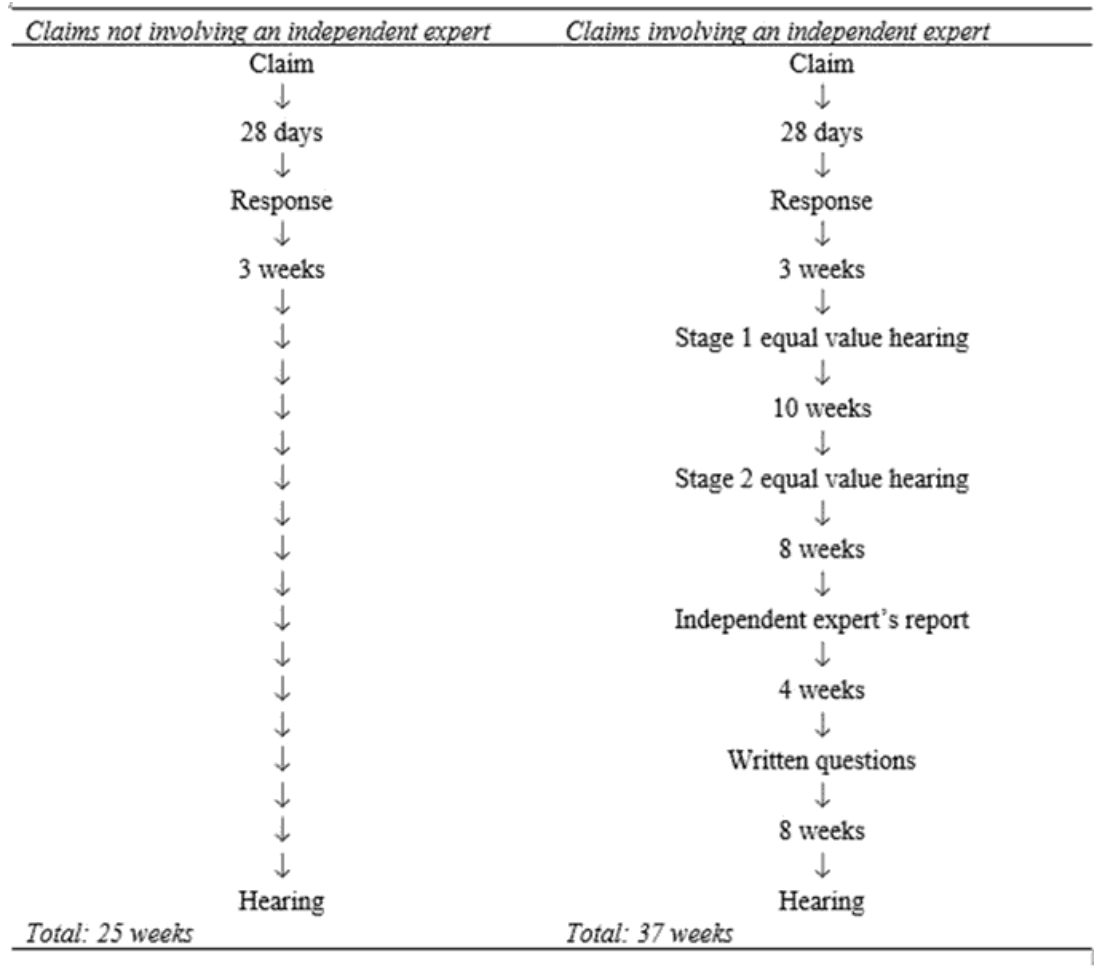 Claims not involving an independent expert    Claims involving an independent expert
Claim    Claim
↓    ↓
28 days    28 days
↓    ↓
Response    Response
↓    ↓
3 weeks    3 weeks
↓    ↓
↓    Stage 1 equal value hearing
↓    ↓
↓    10 weeks
↓    ↓
↓    Stage 2 equal value hearing
↓    ↓
↓    8 weeks
↓    ↓
↓    Independent expert’s report
↓    ↓
↓    4 weeks
↓    ↓
↓    Written questions
↓    ↓
↓    8 weeks
↓    ↓
Hearing    Hearing
Total: 25 weeks    Total: 37 weeks